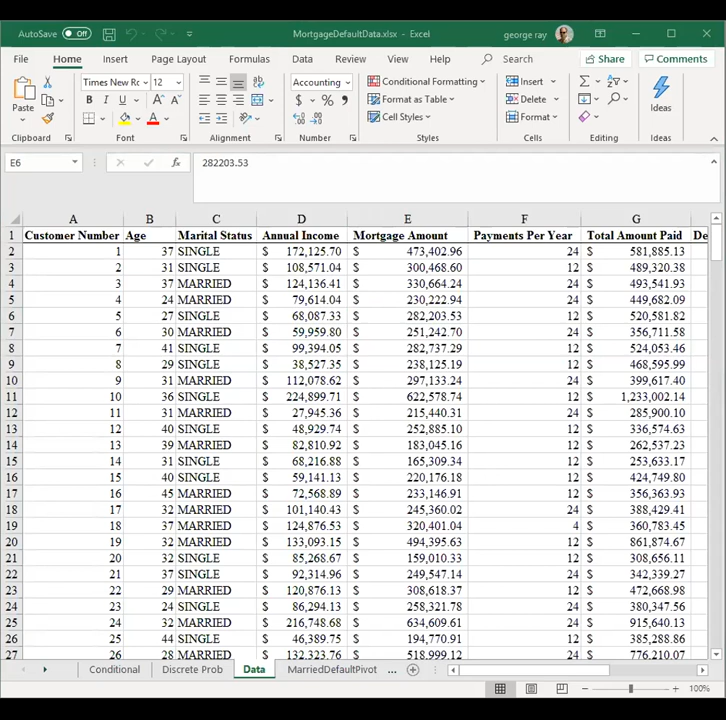 AutoSave Off MortgageDefaultData.xlsx - Excel george ray
File Home Insert Page Layout Formulas Data Review View Help Search Share Comments
Times New Rc 12 Accounting Conditional Formatting Insert
Paste B I U A A $ % 9 Format as Table Delete Ideas
A Cell Styles Format
Clipboard Font Alignment Number Styles Cells Editing Ideas
E6 fx 282203.53
A B C D E F G
1 Customer Number Age Marital Status Annual Income Mortgage Amount Payments Per Year Total Amount Paid De
2 1 37 SINGLE $ 172,125.70 $ 473,402.96 24 $ 581,885.13
3 2 31 SINGLE $ 108,571.04 $ 300,468.60 12 $ 489,320.38
4 3 37 MARRIED $ 124,136.41 $ 330,664.24 24 $ 493,541.93
5 4 24 MARRIED $ 79,614.04 $ 230,222.94 24 $ 449,682.09
6 5 27 SINGLE $ 68,087.33 $ 282,203.53 12 $ 520,581.82
7 6 30 MARRIED $ 59,959.80 $ 251,242.70 24 $ 356,711.58
8 7 41 SINGLE $ 99,394.05 $ 282,737.29 12 $ 524,053.46
9 8 29 SINGLE $ 38,527.35 $ 238,125.19 12 $ 468,595.99
10 9 31 MARRIED $ 112,078.62 $ 297,133.24 24 $ 399,617.40
11 10 36 SINGLE $ 224,899.71 $ 622,578.74 12 $ 1,233,002.14
12 11 31 MARRIED $ 27,945.36 $ 215,440.31 24 $ 285,900.10
13 12 40 SINGLE $ 48,929.74 $ 252,885.10 12 $ 336,574.63
14 13 39 MARRIED $ 82,810.92 $ 183,045.16 12 $ 262,537.23
15 14 31 SINGLE $ 68,216.88 $ 165,309.34 12 $ 253,633.17
16 15 40 SINGLE $ 59,141.13 $ 220,176.18 12 $ 424,749.80
17 16 45 MARRIED $ 72,568.89 $ 233,146.91 12 $ 356,363.93
18 17 32 MARRIED $ 101,140.43 $ 245,360.02 24 $ 388,429.41
19 18 37 MARRIED $ 124,876.53 $ 320,401.04 4 $ 360,783.45
20 19 32 MARRIED $ 133,093.15 $ 494,395.63 12 $ 861,874.67
21 20 32 SINGLE $ 85,268.67 $ 159,010.33 12 $ 308,656.11
22 21 37 SINGLE $ 92,314.96 $ 249,547.14 24 $ 342,339.27
23 22 29 MARRIED $ 120,876.13 $ 308,618.37 12 $ 472,668.98
24 23 24 SINGLE $ 86,294.13 $ 258,321.78 24 $ 380,347.56
25 24 32 MARRIED $ 216,748.68 $ 634,609.61 24 $ 915,640.13
26 25 44 SINGLE $ 46,389.75 $ 194,770.91 12 $ 385,288.86
27 26 28 MARRIED $ 132,323.76 $ 518,999.12 24 $ 776,210.07
Conditional Discrete Prob Data MarriedDefaultPivot ...
100%